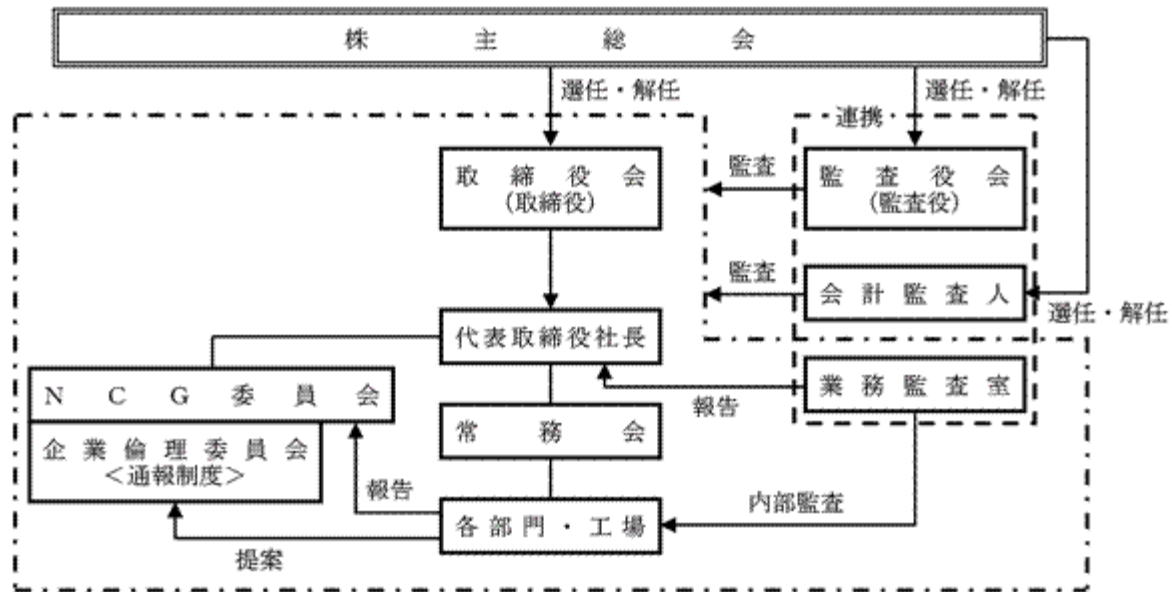 株主総会
選任・解任
選任・解任
連携
取締役会
(取締役)
監査
監査役会
(監査役)
監査
会計監査人
選任・解任
代表取締役社長
業務監査室
報告
NCG委員会
常務会
企業倫理委員会
＜通報制度＞
報告
各部門・工場
内部監査
提案